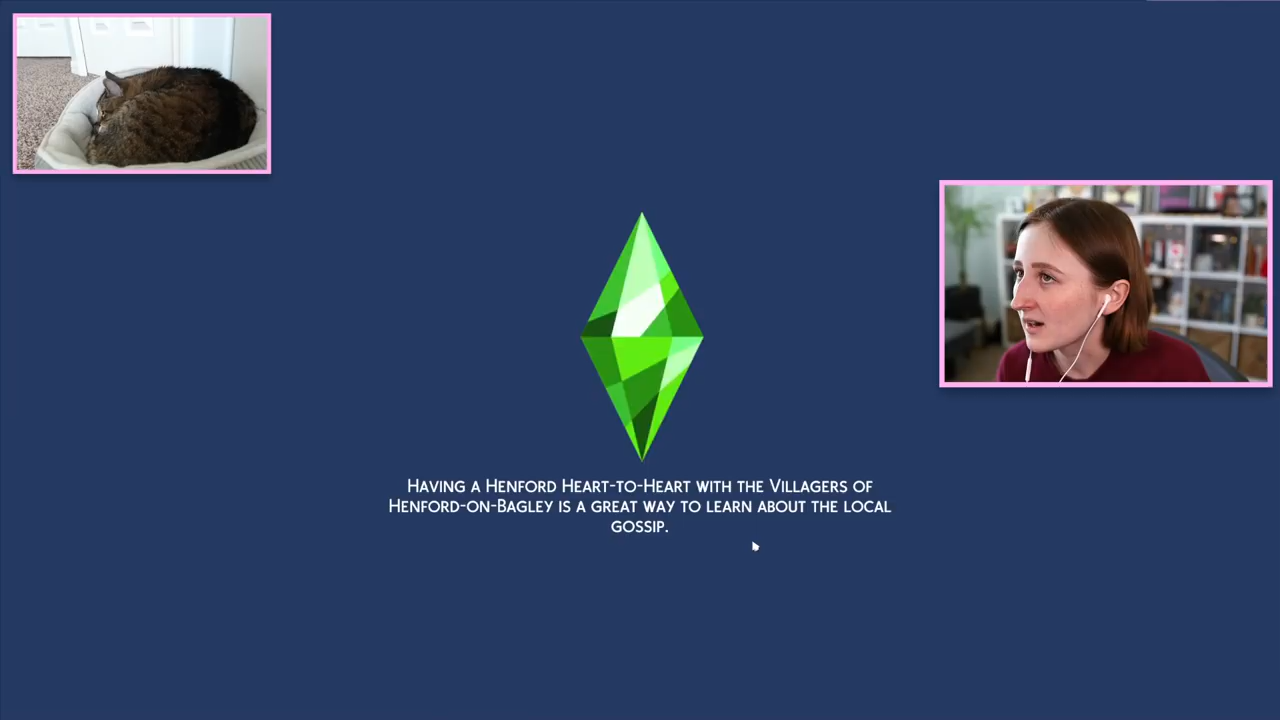 Having a Henford Heart-to-Heart with the Villagers of
Henford-on-Bagley is a great way to learn about the local
gossip.